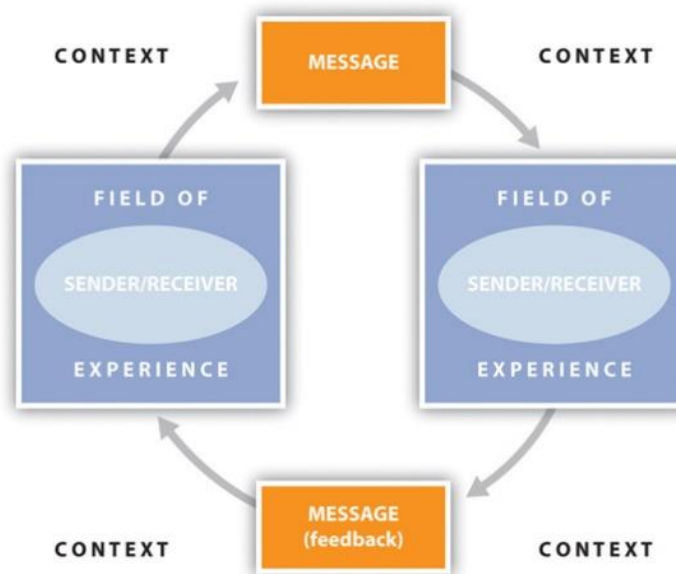 CONTEXT
MESSAGE
CONTEXT
FIELD OF
SENDER/RECEIVER
EXPERIENCE
FIELD OF
SENDER/RECEIVER
EXPERIENCE
MESSAGE
(feedback)
CONTEXT
CONTEXT